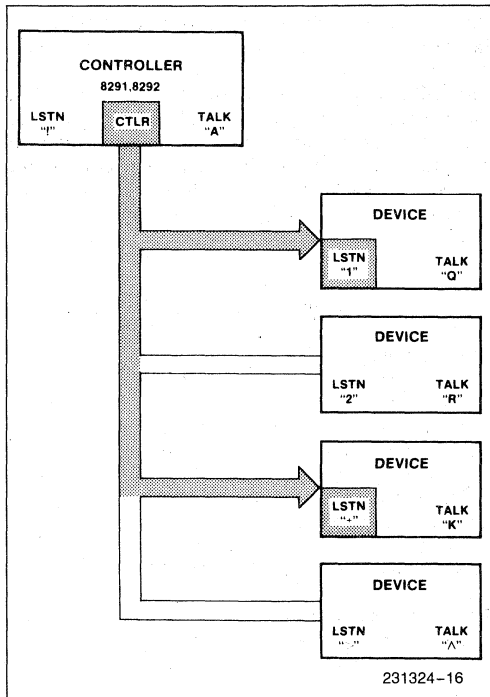 CONTROLLER
8291,8292
LSTN
"!"
CTLR
TALK
"A"
DEVICE
LSTN
"1"
TALK
"Q"
DEVICE
LSTN
"2"
TALK
"R"
DEVICE
LSTN
"+"
TALK
"K"
DEVICE
LSTN
TALK
"^"
231324–16